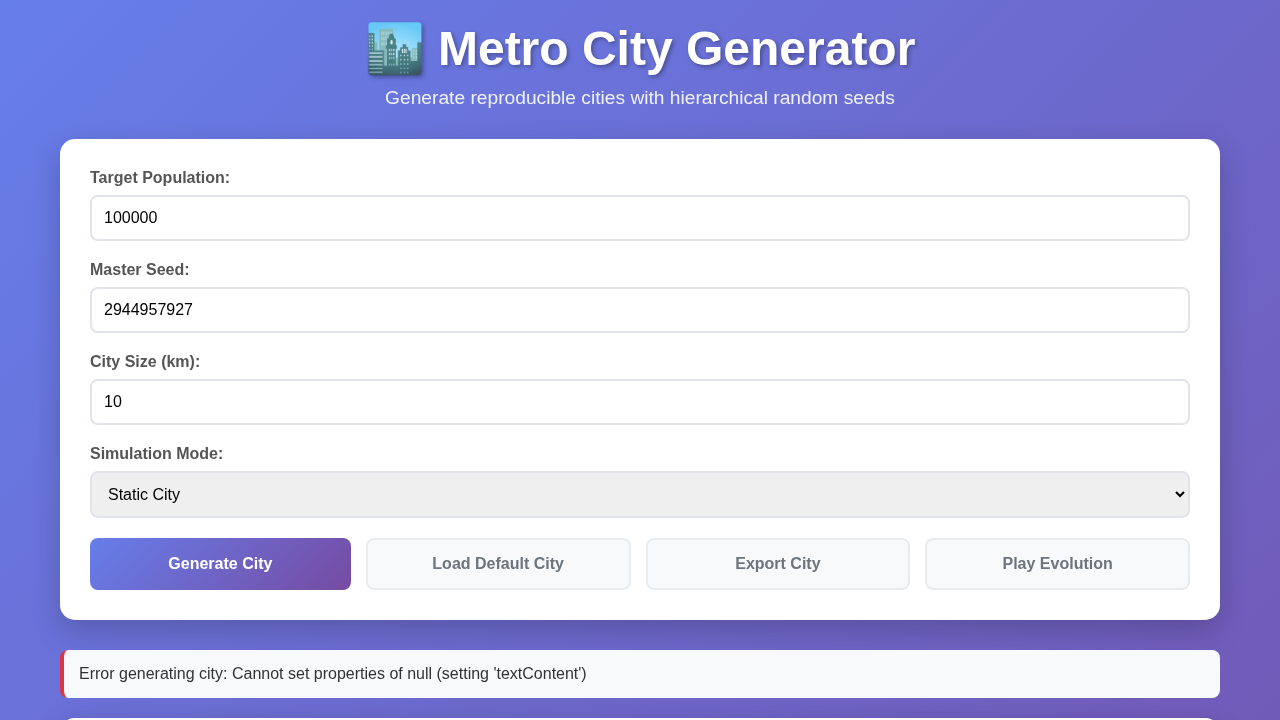 Metro City Generator
Generate reproducible cities with hierarchical random seeds
Target Population:
100000
Master Seed:
2944957927
City Size (km):
10
Simulation Mode:
Static City
Generate City
Load Default City
Export City
Play Evolution
Error generating city: Cannot set properties of null (setting 'textContent')